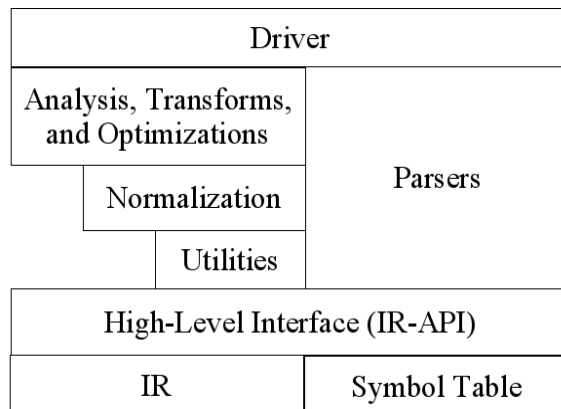 Driver
Analysis, Transforms,
and Optimizations
Parsers
Normalization
Utilities
High-Level Interface (IR-API)
IR
Symbol Table